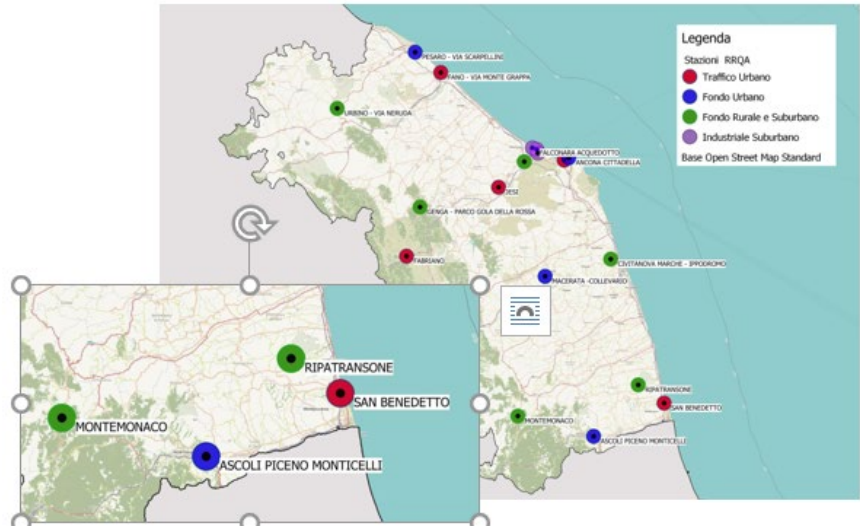 Legenda
Stazioni RRQA
Traffico Urbano
Fondo Urbano
Fondo Rurale e Suburbano
Industriale Suburbano
Base Open Street Map Standard
PESARO - VIA SCARPELLINI
FANO - VIA MONTE GRAPPA
URBINO - VIA NERUDA
FALCONARA ACQUEDOTTO
ANCONA CITTADELLA
JESI
GENGA - PARCO GOLA DELLA ROSSA
FABRIANO
CIVITANOVA MARCHE - IPPODROMO
MACERATA -COLLEVARIO
RIPATRANSONE
SAN BENEDETTO
MONTEMONACO
ASCOLI PICENO MONTICELLI
RIPATRANSONE
SAN BENEDETTO
MONTEMONACO
ASCOLI PICENO MONTICELLI